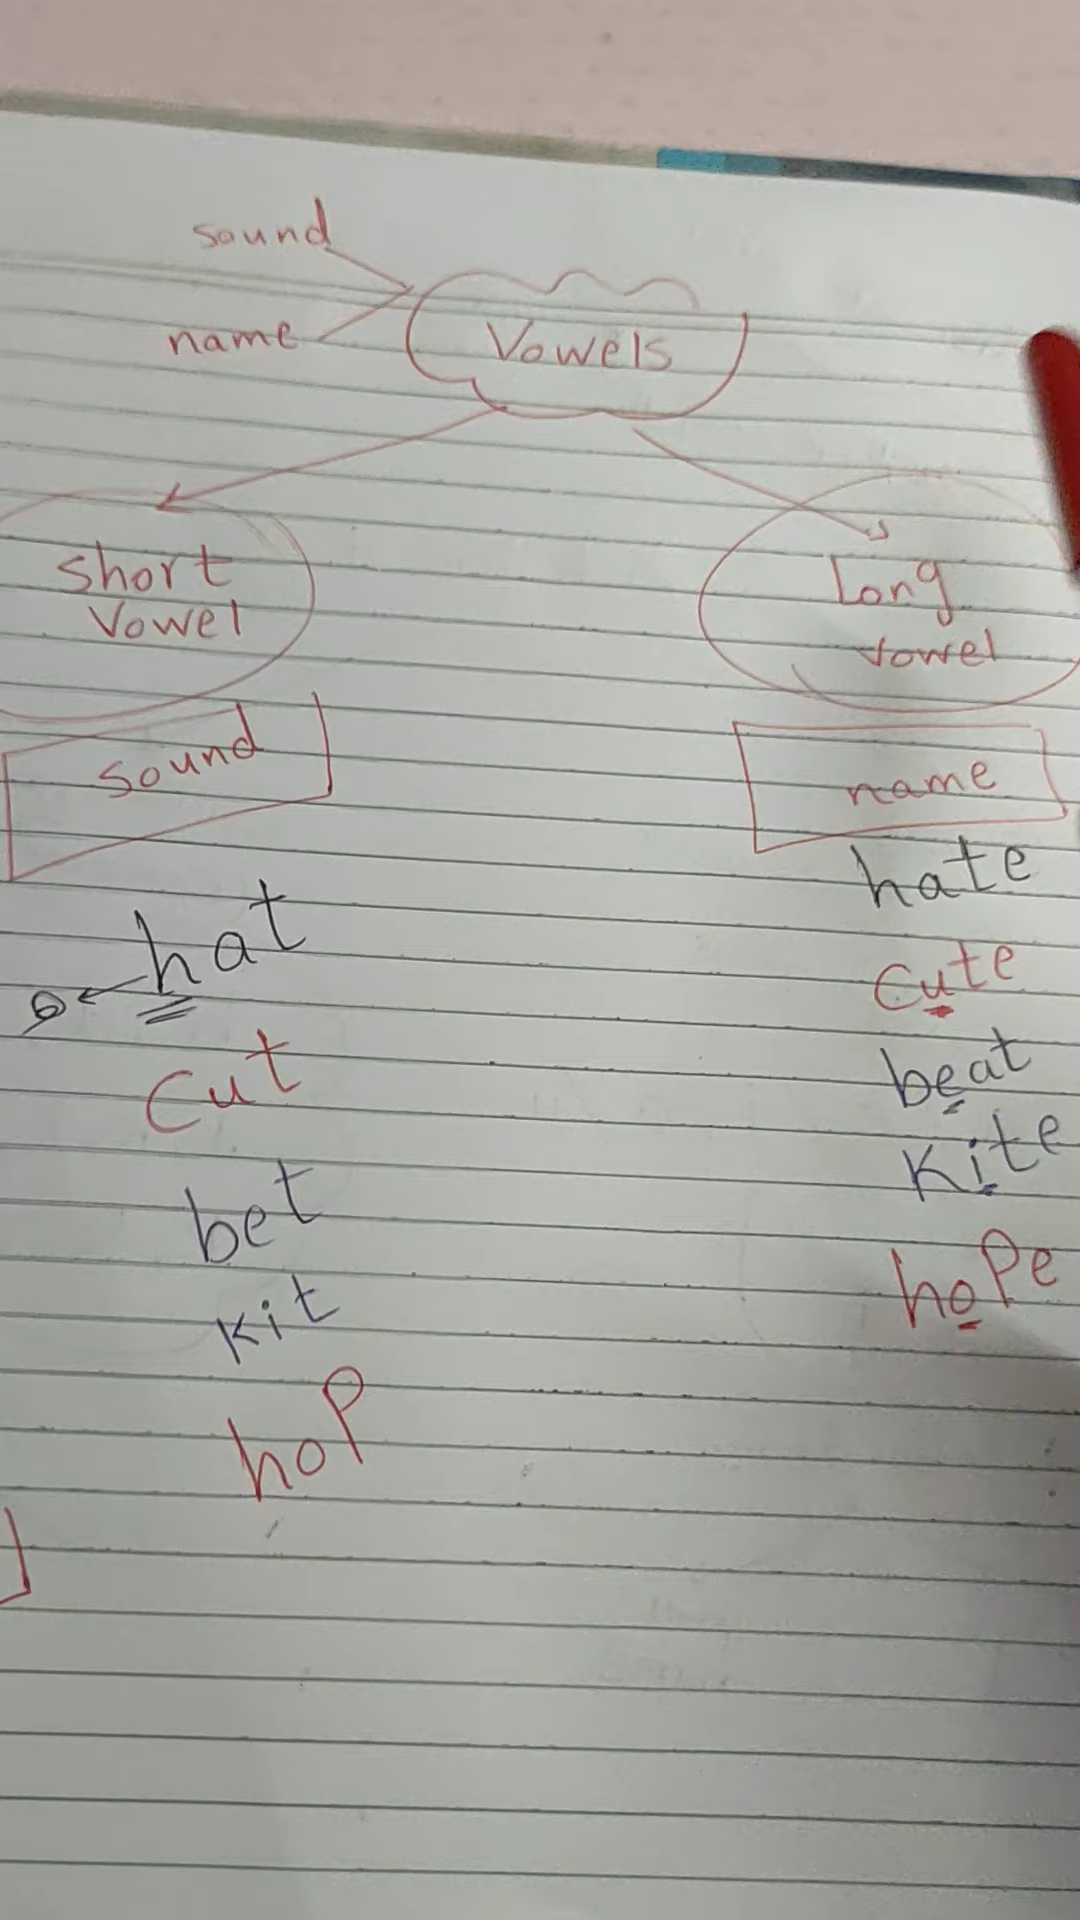 sound
name
Vowels
short
Vowel
Long
vowel
sound
name
hat
cut
bet
kit
hop
hate
cute
beat
kite
hope